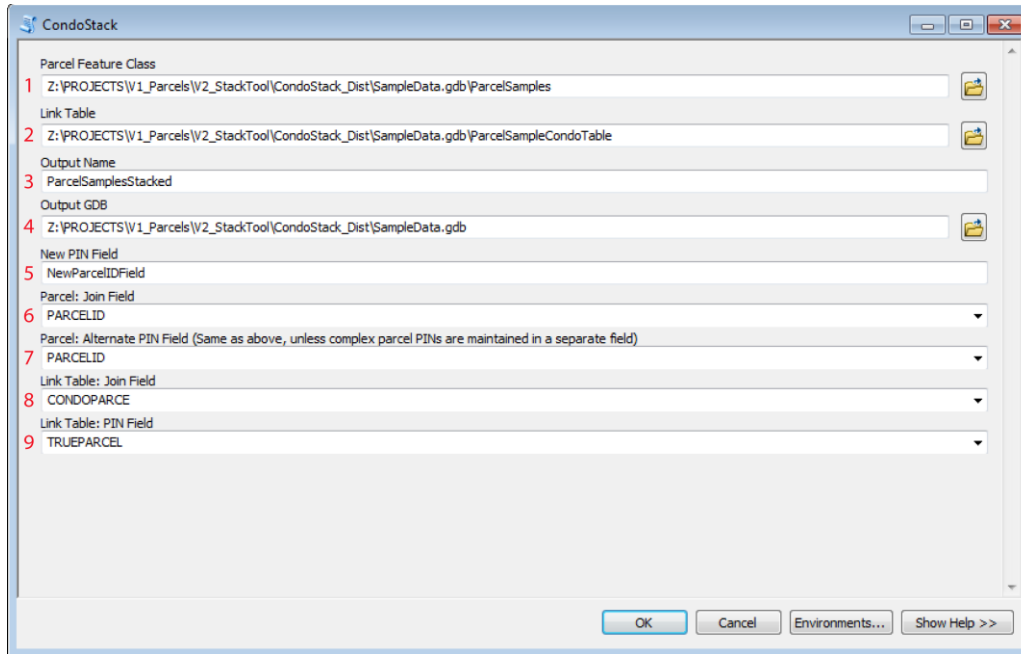 CondoStack
Parcel Feature Class
1 Z:\PROJECTS\V1_Parcels\V2_StackTool\CondoStack_Dist\SampleData.gdb\ParcelSamples
Link Table
2 Z:\PROJECTS\V1_Parcels\V2_StackTool\CondoStack_Dist\SampleData.gdb\ParcelSampleCondoTable
Output Name
3 ParcelSamplesStacked
Output GDB
4 Z:\PROJECTS\V1_Parcels\V2_StackTool\CondoStack_Dist\SampleData.gdb
New PIN Field
5 NewParcelIDField
Parcel: Join Field
6 PARCELID
Parcel: Alternate PIN Field (Same as above, unless complex parcel PINs are maintained in a separate field)
7 PARCELID
Link Table: Join Field
8 CONDOPARCE
Link Table: PIN Field
9 TRUEPARCEL
OK Cancel Environments... Show Help >>